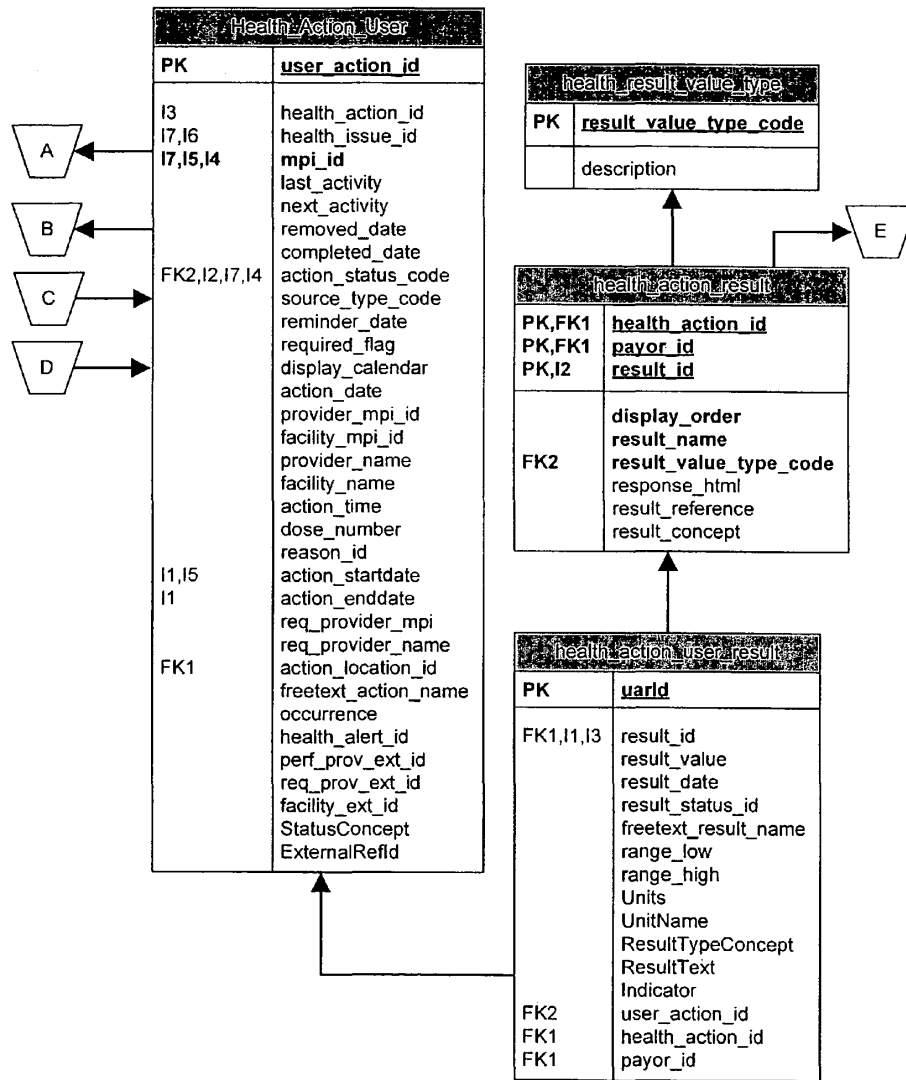 Health_Action_User
PK user_action_id
I3 health_action_id
I7,I6 health_issue_id
I7,I5,I4 mpi_id
last_activity
next_activity
removed_date
completed_date
FK2,I2,I7,I4 action_status_code
source_type_code
reminder_date
required_flag
display_calendar
action_date
provider_mpi_id
facility_mpi_id
provider_name
facility_name
action_time
dose_number
reason_id
I1,I5 action_startdate
I1 action_enddate
req_provider_mpi
req_provider_name
FK1 action_location_id
freetext_action_name
occurrence
health_alert_id
perf_prov_ext_id
req_prov_ext_id
facility_ext_id
StatusConcept
ExternalRefId
A
B
C
D
health_result_value_type
PK result_value_type_code
description
E
health_action_result
PK,FK1 health_action_id
PK,FK1 payor_id
PK,I2 result_id
display_order
result_name
FK2 result_value_type_code
response_html
result_reference
result_concept
health_action_user_result
PK uarId
FK1,I1,I3 result_id
result_value
result_date
result_status_id
freetext_result_name
range_low
range_high
Units
UnitName
ResultTypeConcept
ResultText
Indicator
FK2 user_action_id
FK1 health_action_id
FK1 payor_id